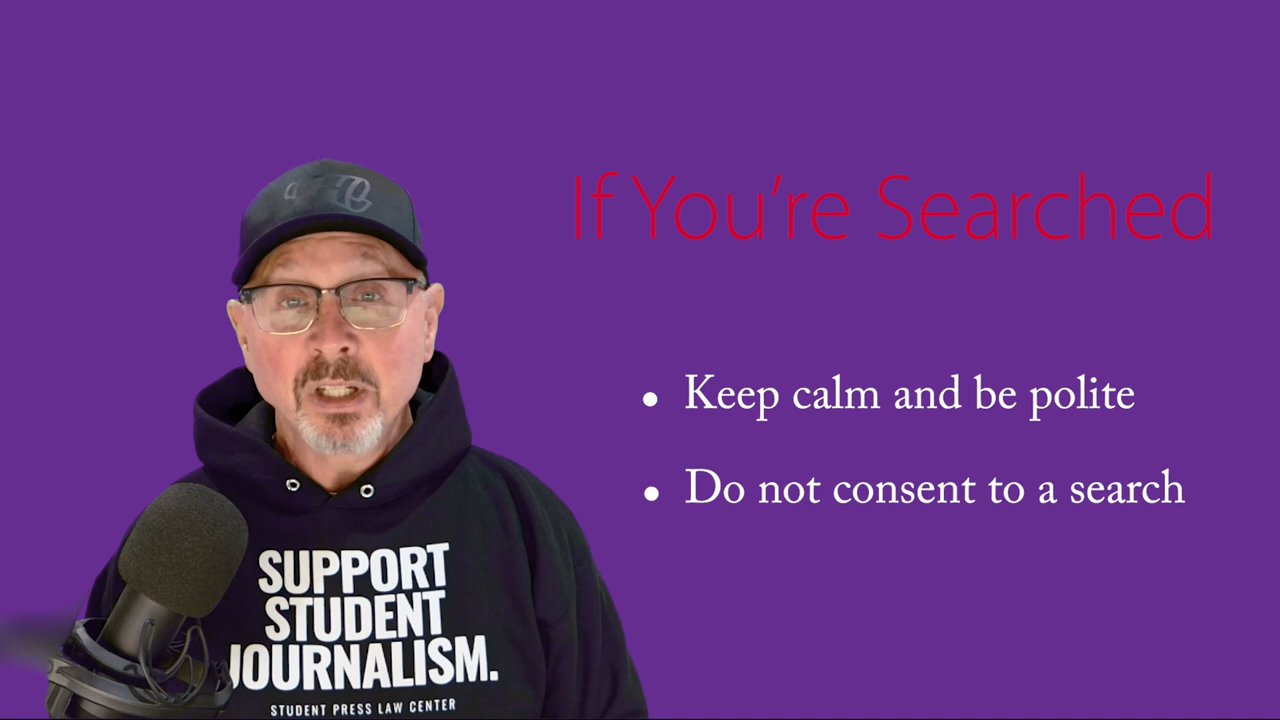 If You're Searched
• Keep calm and be polite
• Do not consent to a search
SUPPORT
STUDENT
JOURNALISM.
STUDENT PRESS LAW CENTER